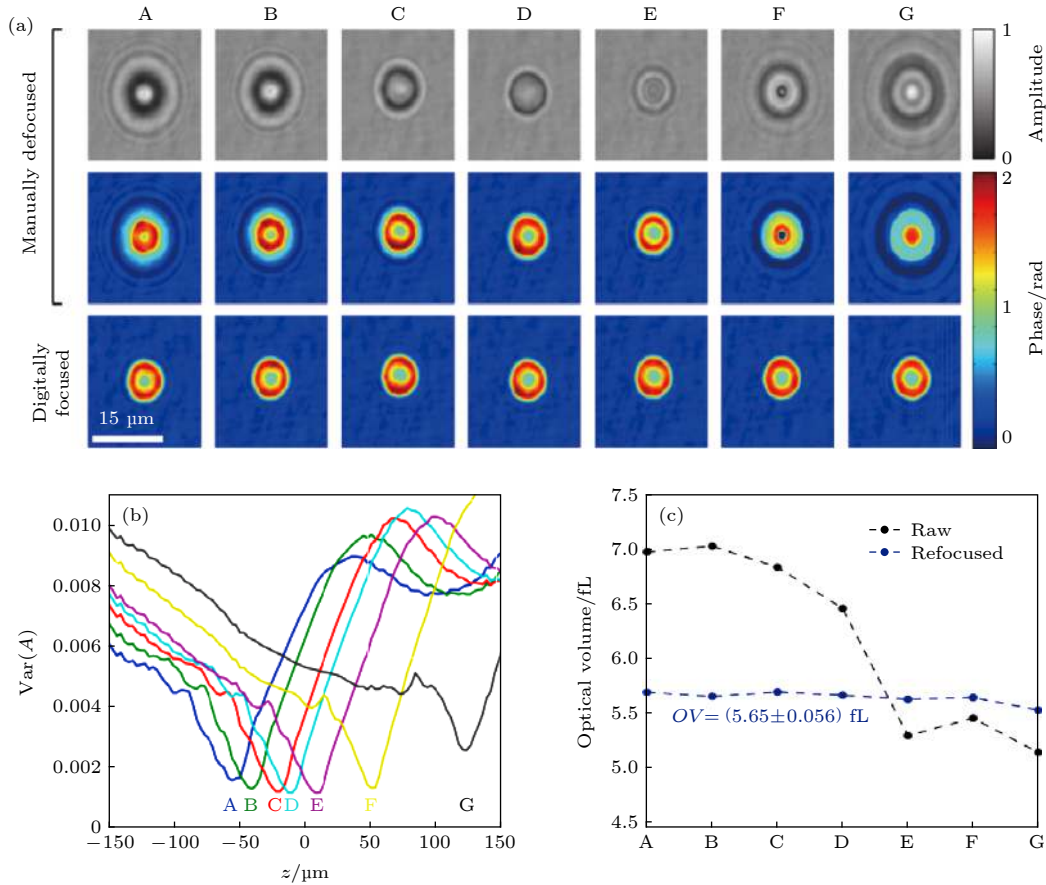 (a)
A B C D E F G
Manually defocused
Digitally
focused
15 µm
1
0
Amplitude
2
1
0
Phase/rad
(b)
0.010
0.008
0.006
0.004
0.002
0
Var(A)
A B C D E F G
−150 −100 −50 0 50 100 150
z/µm
(c)
7.5
7.0
6.5
6.0
5.5
5.0
4.5
Optical volume/fL
Raw
Refocused
OV= (5.65±0.056) fL
A B C D E F G